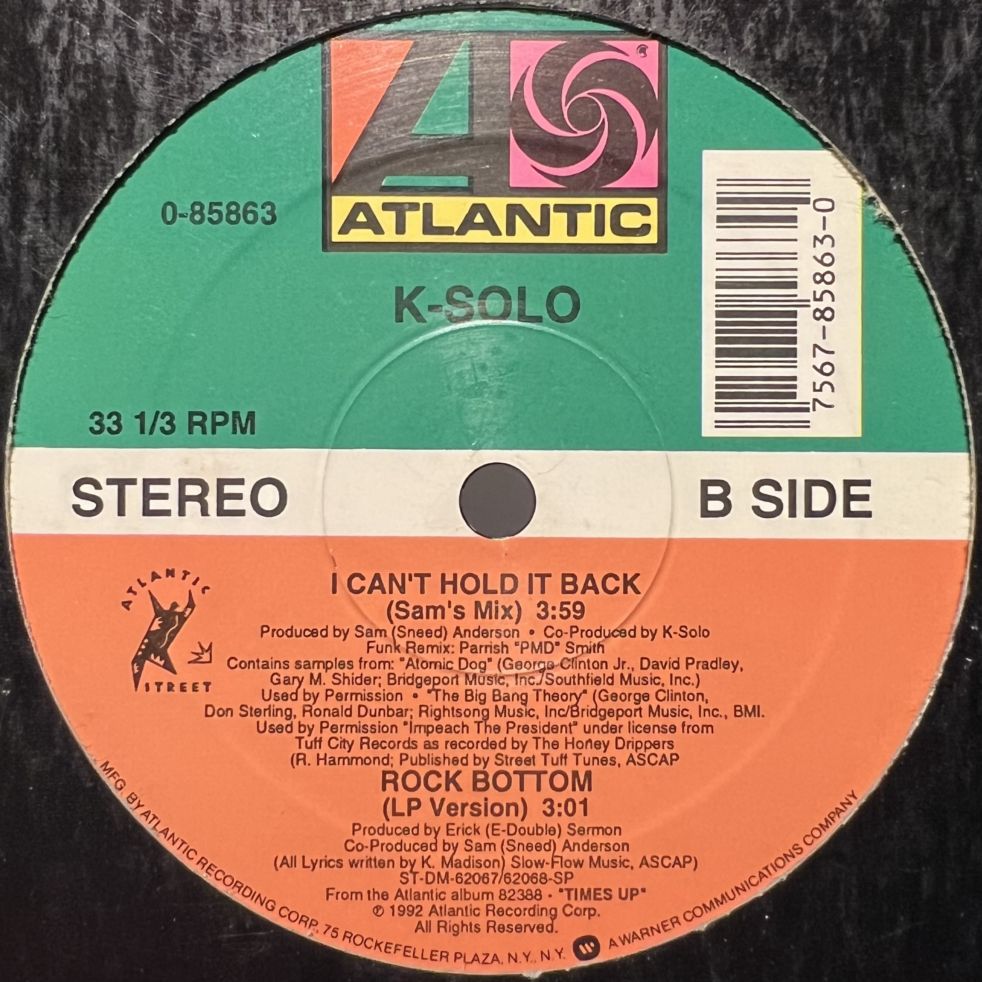 0-85863
ATLANTIC
7567-85863-0
K-SOLO
33 1/3 RPM
STEREO
B SIDE
ATLANTIC
STREET
I CAN'T HOLD IT BACK
(Sam's Mix) 3:59
Produced by Sam (Sneed) Anderson • Co-Produced by K-Solo
Funk Remix: Parrish "PMD" Smith
Contains samples from: "Atomic Dog" (George Clinton Jr., David Pradley,
Gary M. Shider; Bridgeport Music, Inc./Southfield Music, Inc.)
Used by Permission • "The Big Bang Theory" (George Clinton,
Don Sterling, Ronald Dunbar; Rightsong Music, Inc/Bridgeport Music, Inc., BMI.
Used by Permission "Impeach The President" under license from
Tuff City Records as recorded by The Honey Drippers
(R. Hammond; Published by Street Tuff Tunes, ASCAP
ROCK BOTTOM
(LP Version) 3:01
Produced by Erick (E-Double) Sermon
Co-Produced by Sam (Sneed) Anderson
(All Lyrics written by K. Madison) Slow-Flow Music, ASCAP)
ST-DM-62067/62068-SP
From the Atlantic album 82388 - "TIMES UP"
℗ 1992 Atlantic Recording Corp.
All Rights Reserved.
MFG. BY ATLANTIC RECORDING CORP. 75 ROCKEFELLER PLAZA, N.Y., N.Y. A WARNER COMMUNICATIONS COMPANY